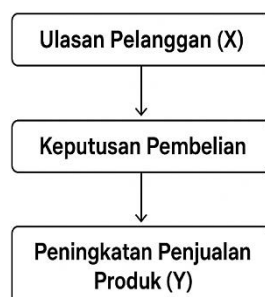 Ulasan Pelanggan (X)
Keputusan Pembelian
Peningkatan Penjualan
Produk (Y)